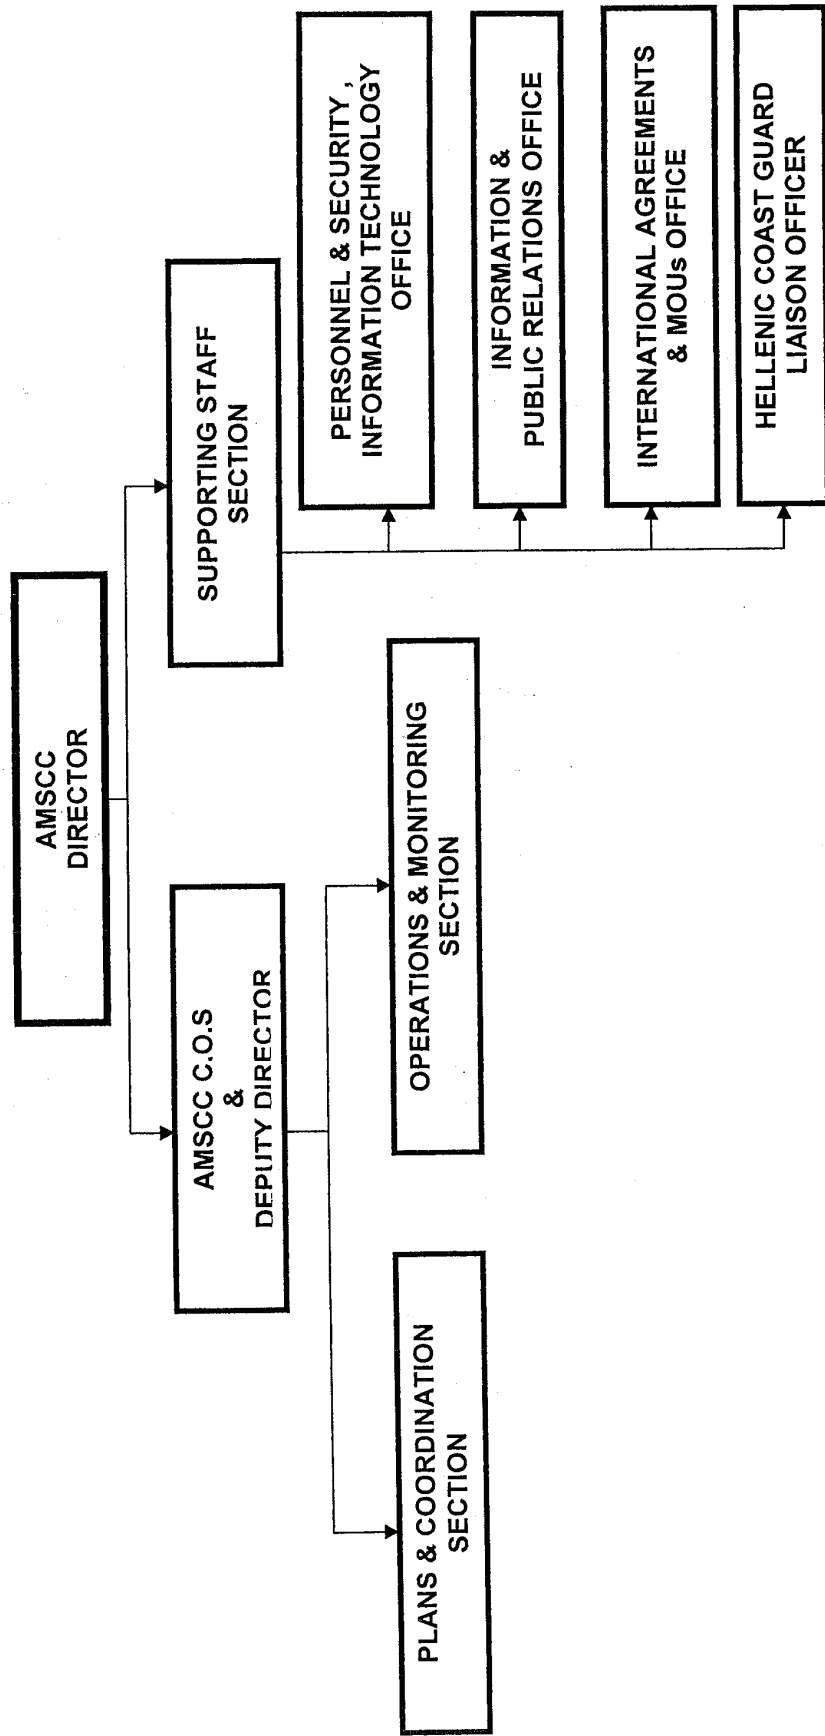 AMSCC
DIRECTOR
AMSCC C.O.S
&
DEPUTY DIRECTOR
SUPPORTING STAFF
SECTION
PLANS & COORDINATION
SECTION
OPERATIONS & MONITORING
SECTION
PERSONNEL & SECURITY ,
INFORMATION TECHNOLOGY
OFFICE
INFORMATION &
PUBLIC RELATIONS OFFICE
INTERNATIONAL AGREEMENTS
& MOUs OFFICE
HELLENIC COAST GUARD
LIAISON OFFICER